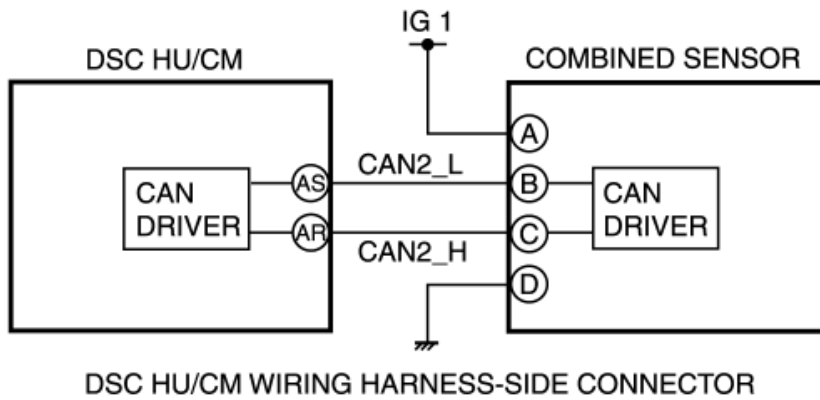 IG 1
DSC HU/CM
COMBINED SENSOR
A
CAN
DRIVER
AS
CAN2_L
B
CAN
DRIVER
AR
CAN2_H
C
D
DSC HU/CM WIRING HARNESS-SIDE CONNECTOR